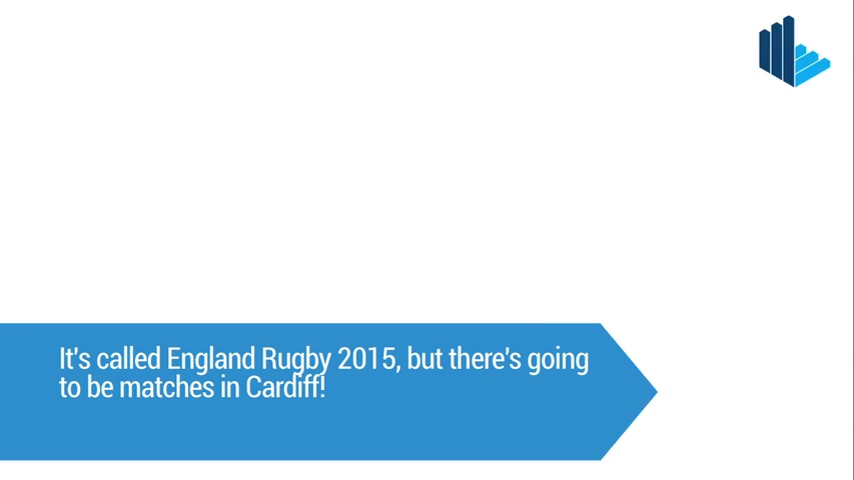 It's called England Rugby 2015, but there's going
to be matches in Cardiff!